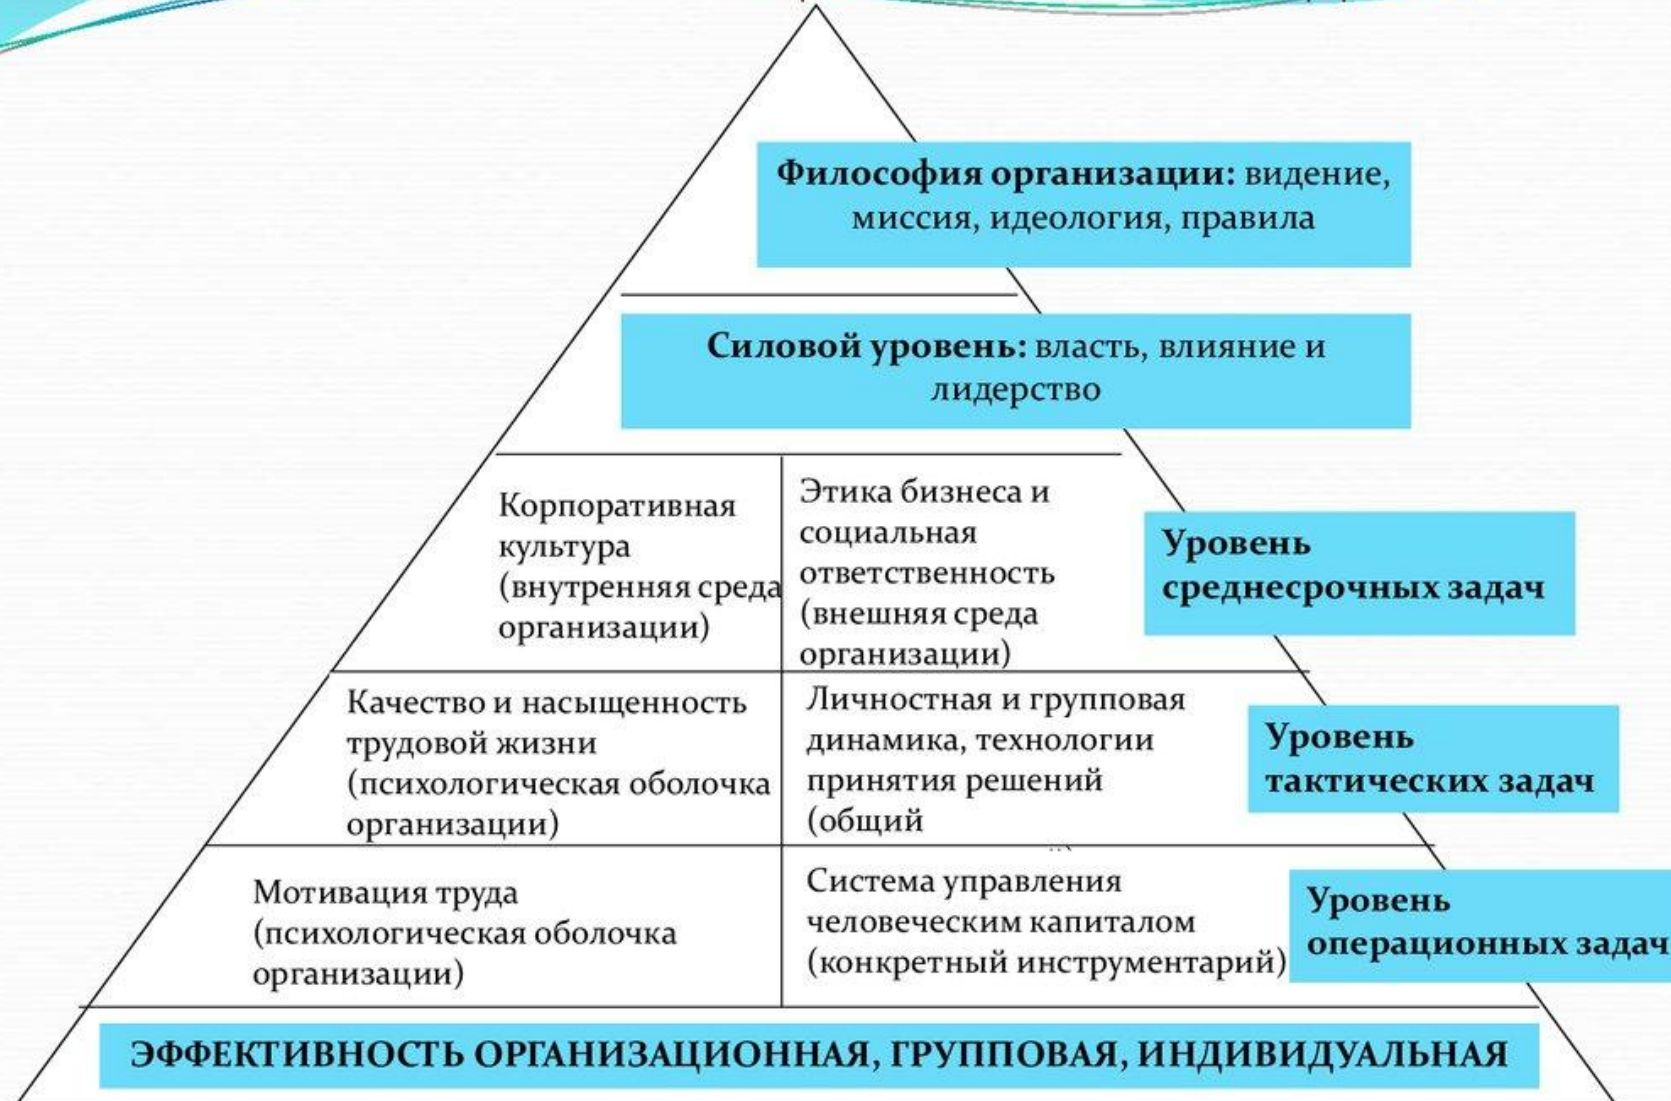 Философия организации: видение,
миссия, идеология, правила
Силовой уровень: власть, влияние и
лидерство
Корпоративная
культура
(внутренняя среда
организации)
Этика бизнеса и
социальная
ответственность
(внешняя среда
организации)
Уровень
среднесрочных задач
Качество и насыщенность
трудовой жизни
(психологическая оболочка
организации)
Личностная и групповая
динамика, технологии
принятия решений
(общий
Уровень
тактических задач
Мотивация труда
(психологическая оболочка
организации)
Система управления
человеческим капиталом
(конкретный инструментарий)
Уровень
операционных задач
ЭФФЕКТИВНОСТЬ ОРГАНИЗАЦИОННАЯ, ГРУППОВАЯ, ИНДИВИДУАЛЬНАЯ